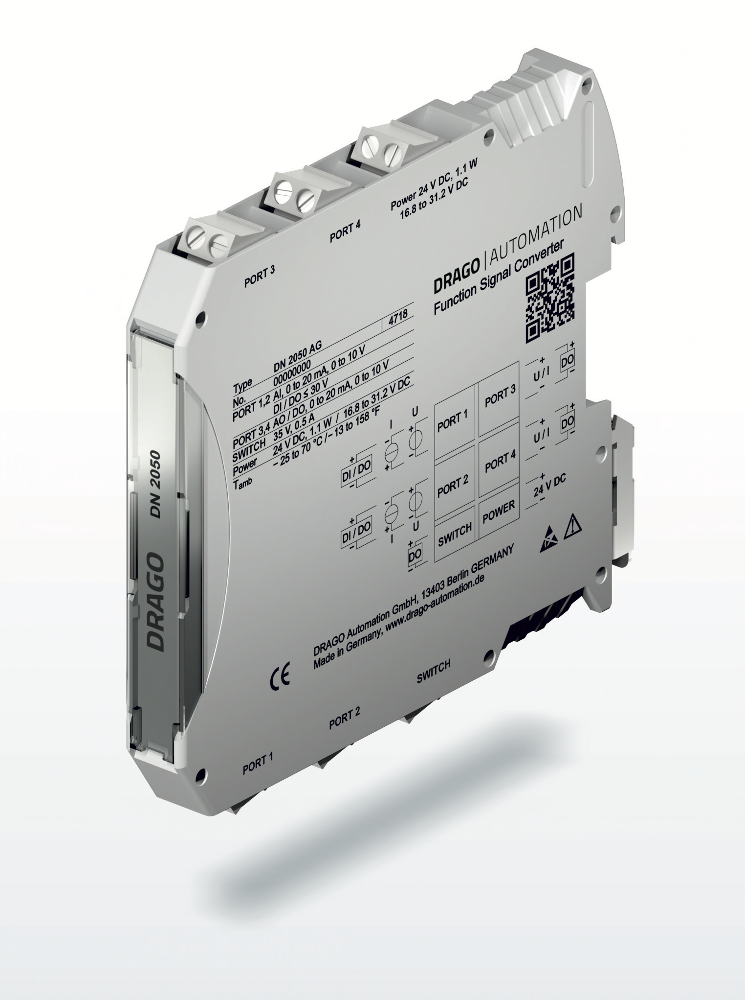 Power 24 V DC, 1.1 W
16.8 to 31.2 V DC
PORT 4
PORT 3
DRAGO | AUTOMATION
Function Signal Converter
Type DN 2050 AG 4718
No. 00000000
PORT 1,2 AI, 0 to 20 mA, 0 to 10 V
DI / DO ≤ 30 V
PORT 3,4 AO / DO, 0 to 20 mA, 0 to 10 V
SWITCH 35 V, 0.5 A
Power 24 V DC, 1.1 W / 16.8 to 31.2 V DC
Tamb – 25 to 70 °C /– 13 to 158 °F
+ DI / DO -
- I +
+ U -
PORT 1
PORT 3
+ U / I -
+ DO -
+ DI / DO -
- I +
+ U -
PORT 2
PORT 4
+ U / I -
+ DO -
+ DO -
SWITCH
POWER
+ 24 V DC -
DRAGO Automation GmbH, 13403 Berlin GERMANY
Made in Germany, www.drago-automation.de
CE
SWITCH
PORT 2
PORT 1
DRAGO DN 2050